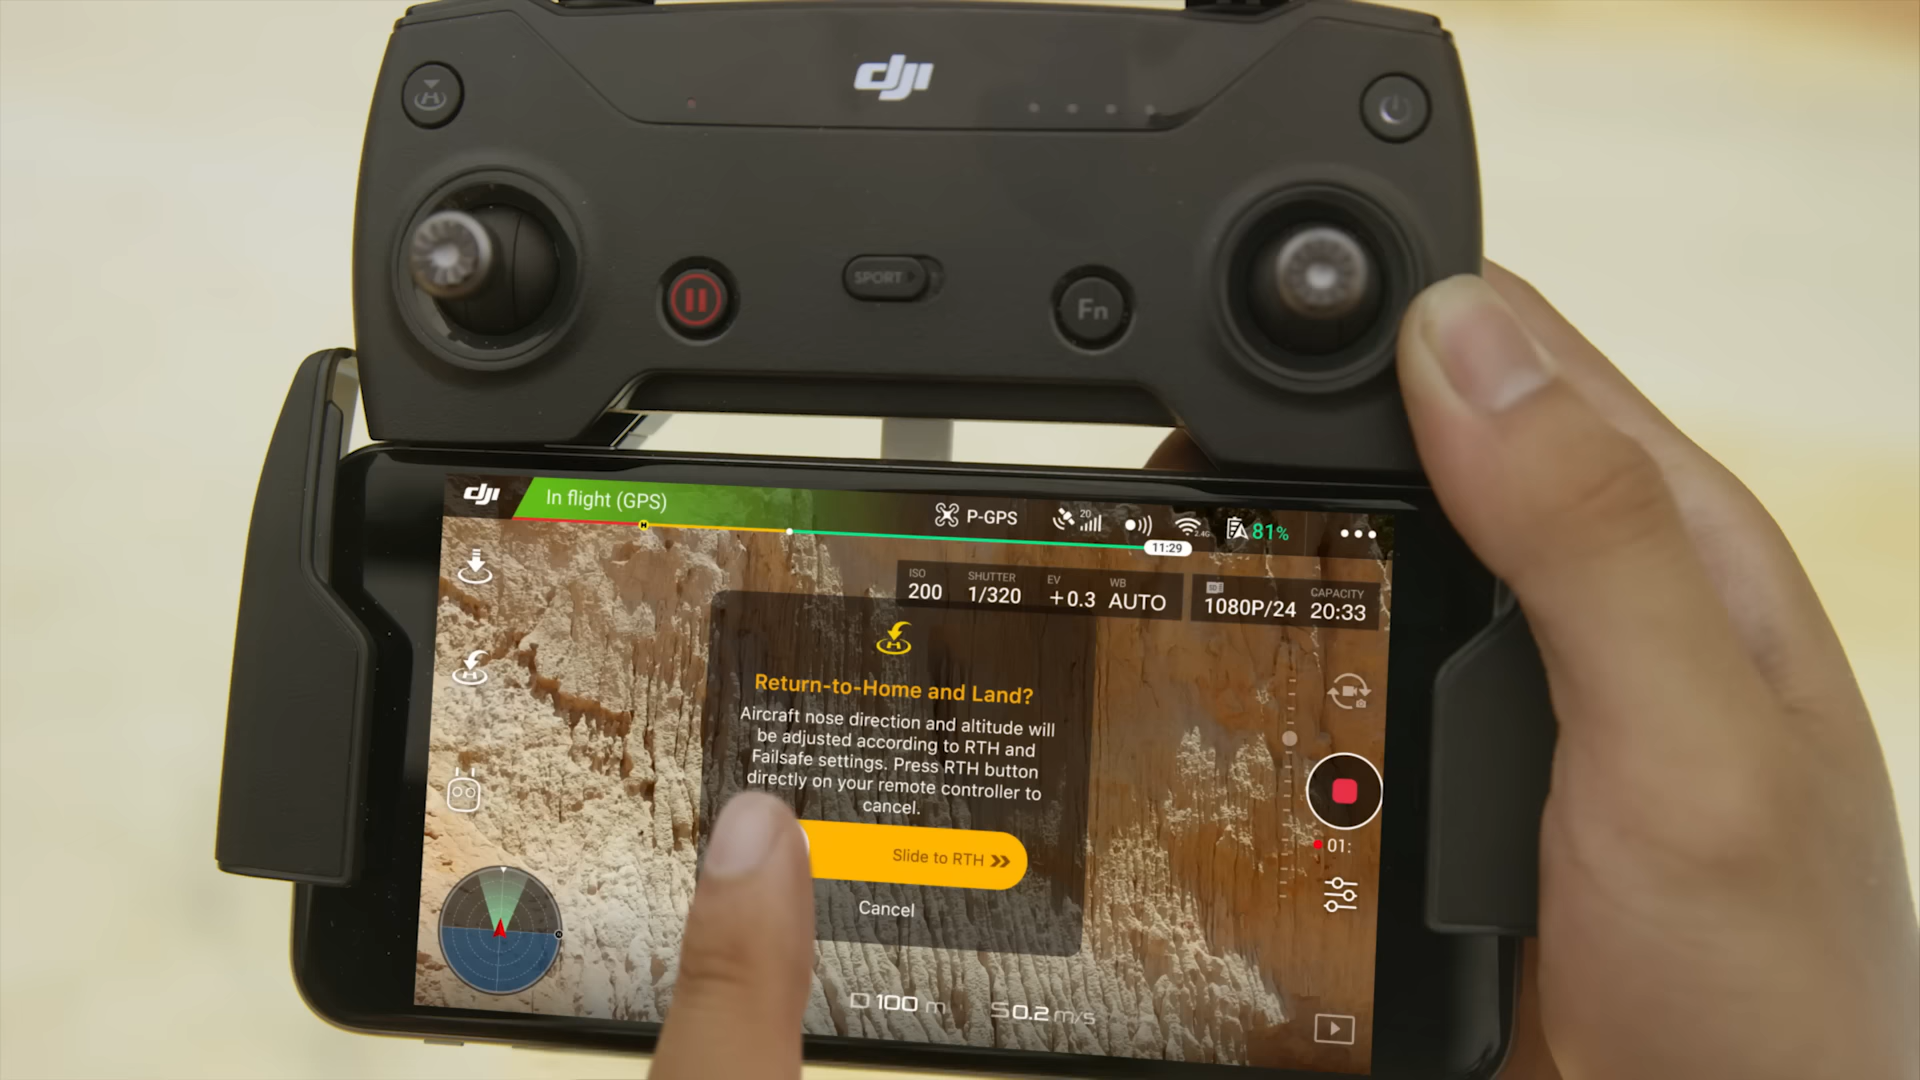 dji
H
SPORT
Fn
dji
In flight (GPS)
H
P-GPS
20
2.4G
81%
11:29
ISO
200
SHUTTER
1/320
EV
+0.3
WB
AUTO
SD
1080P/24
CAPACITY
20:33
H
Return-to-Home and Land?
Aircraft nose direction and altitude will
be adjusted according to RTH and
Failsafe settings. Press RTH button
directly on your remote controller to
cancel.
Slide to RTH
Cancel
H
01:
D 100 m
S 0.2 m/s